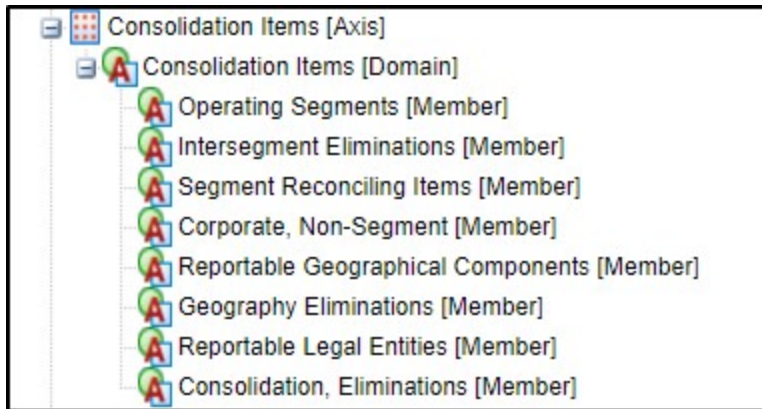 Consolidation Items [Axis]
Consolidation Items [Domain]
Operating Segments [Member]
Intersegment Eliminations [Member]
Segment Reconciling Items [Member]
Corporate, Non-Segment [Member]
Reportable Geographical Components [Member]
Geography Eliminations [Member]
Reportable Legal Entities [Member]
Consolidation, Eliminations [Member]